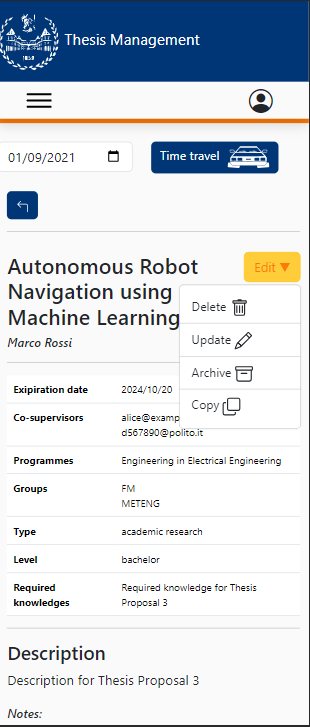 1859
Thesis Management
01/09/2021
Time travel
Autonomous Robot
Navigation using
Machine Learning
Edit ▼
Marco Rossi
Delete
Update
Archive
Copy
Exipiration date 2024/10/20
Co-supervisors alice@examp
d567890@polito.it
Programmes Engineering in Electrical Engineering
Groups FM
METENG
Type academic research
Level bachelor
Required knowledges Required knowledge for Thesis
Proposal 3
Description
Description for Thesis Proposal 3
Notes: